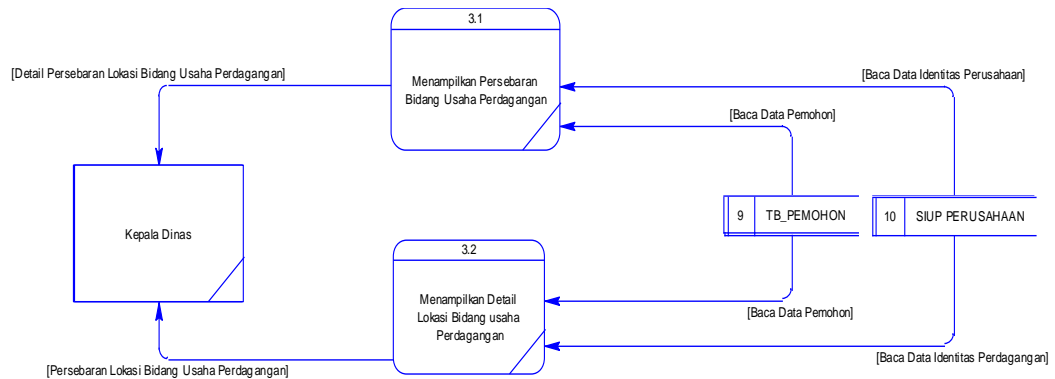 3.1
Menampilkan Persebaran
Bidang Usaha Perdagangan
[Detail Persebaran Lokasi Bidang Usaha Perdagangan]
[Baca Data Identitas Perusahaan]
[Baca Data Pemohon]
Kepala Dinas
9 TB_PEMOHON
10 SIUP PERUSAHAAN
3.2
Menampilkan Detail
Lokasi Bidang usaha
Perdagangan
[Baca Data Pemohon]
[Baca Data Identitas Perdagangan]
[Persebaran Lokasi Bidang Usaha Perdagangan]